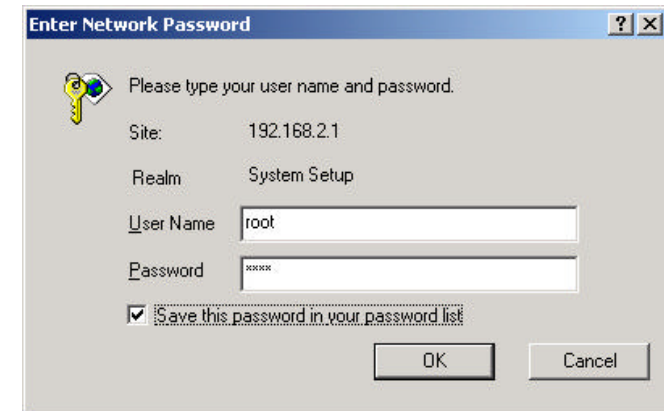 Enter Network Password
Please type your user name and password.
Site: 192.168.2.1
Realm System Setup
User Name root
Password ****
Save this password in your password list
OK Cancel